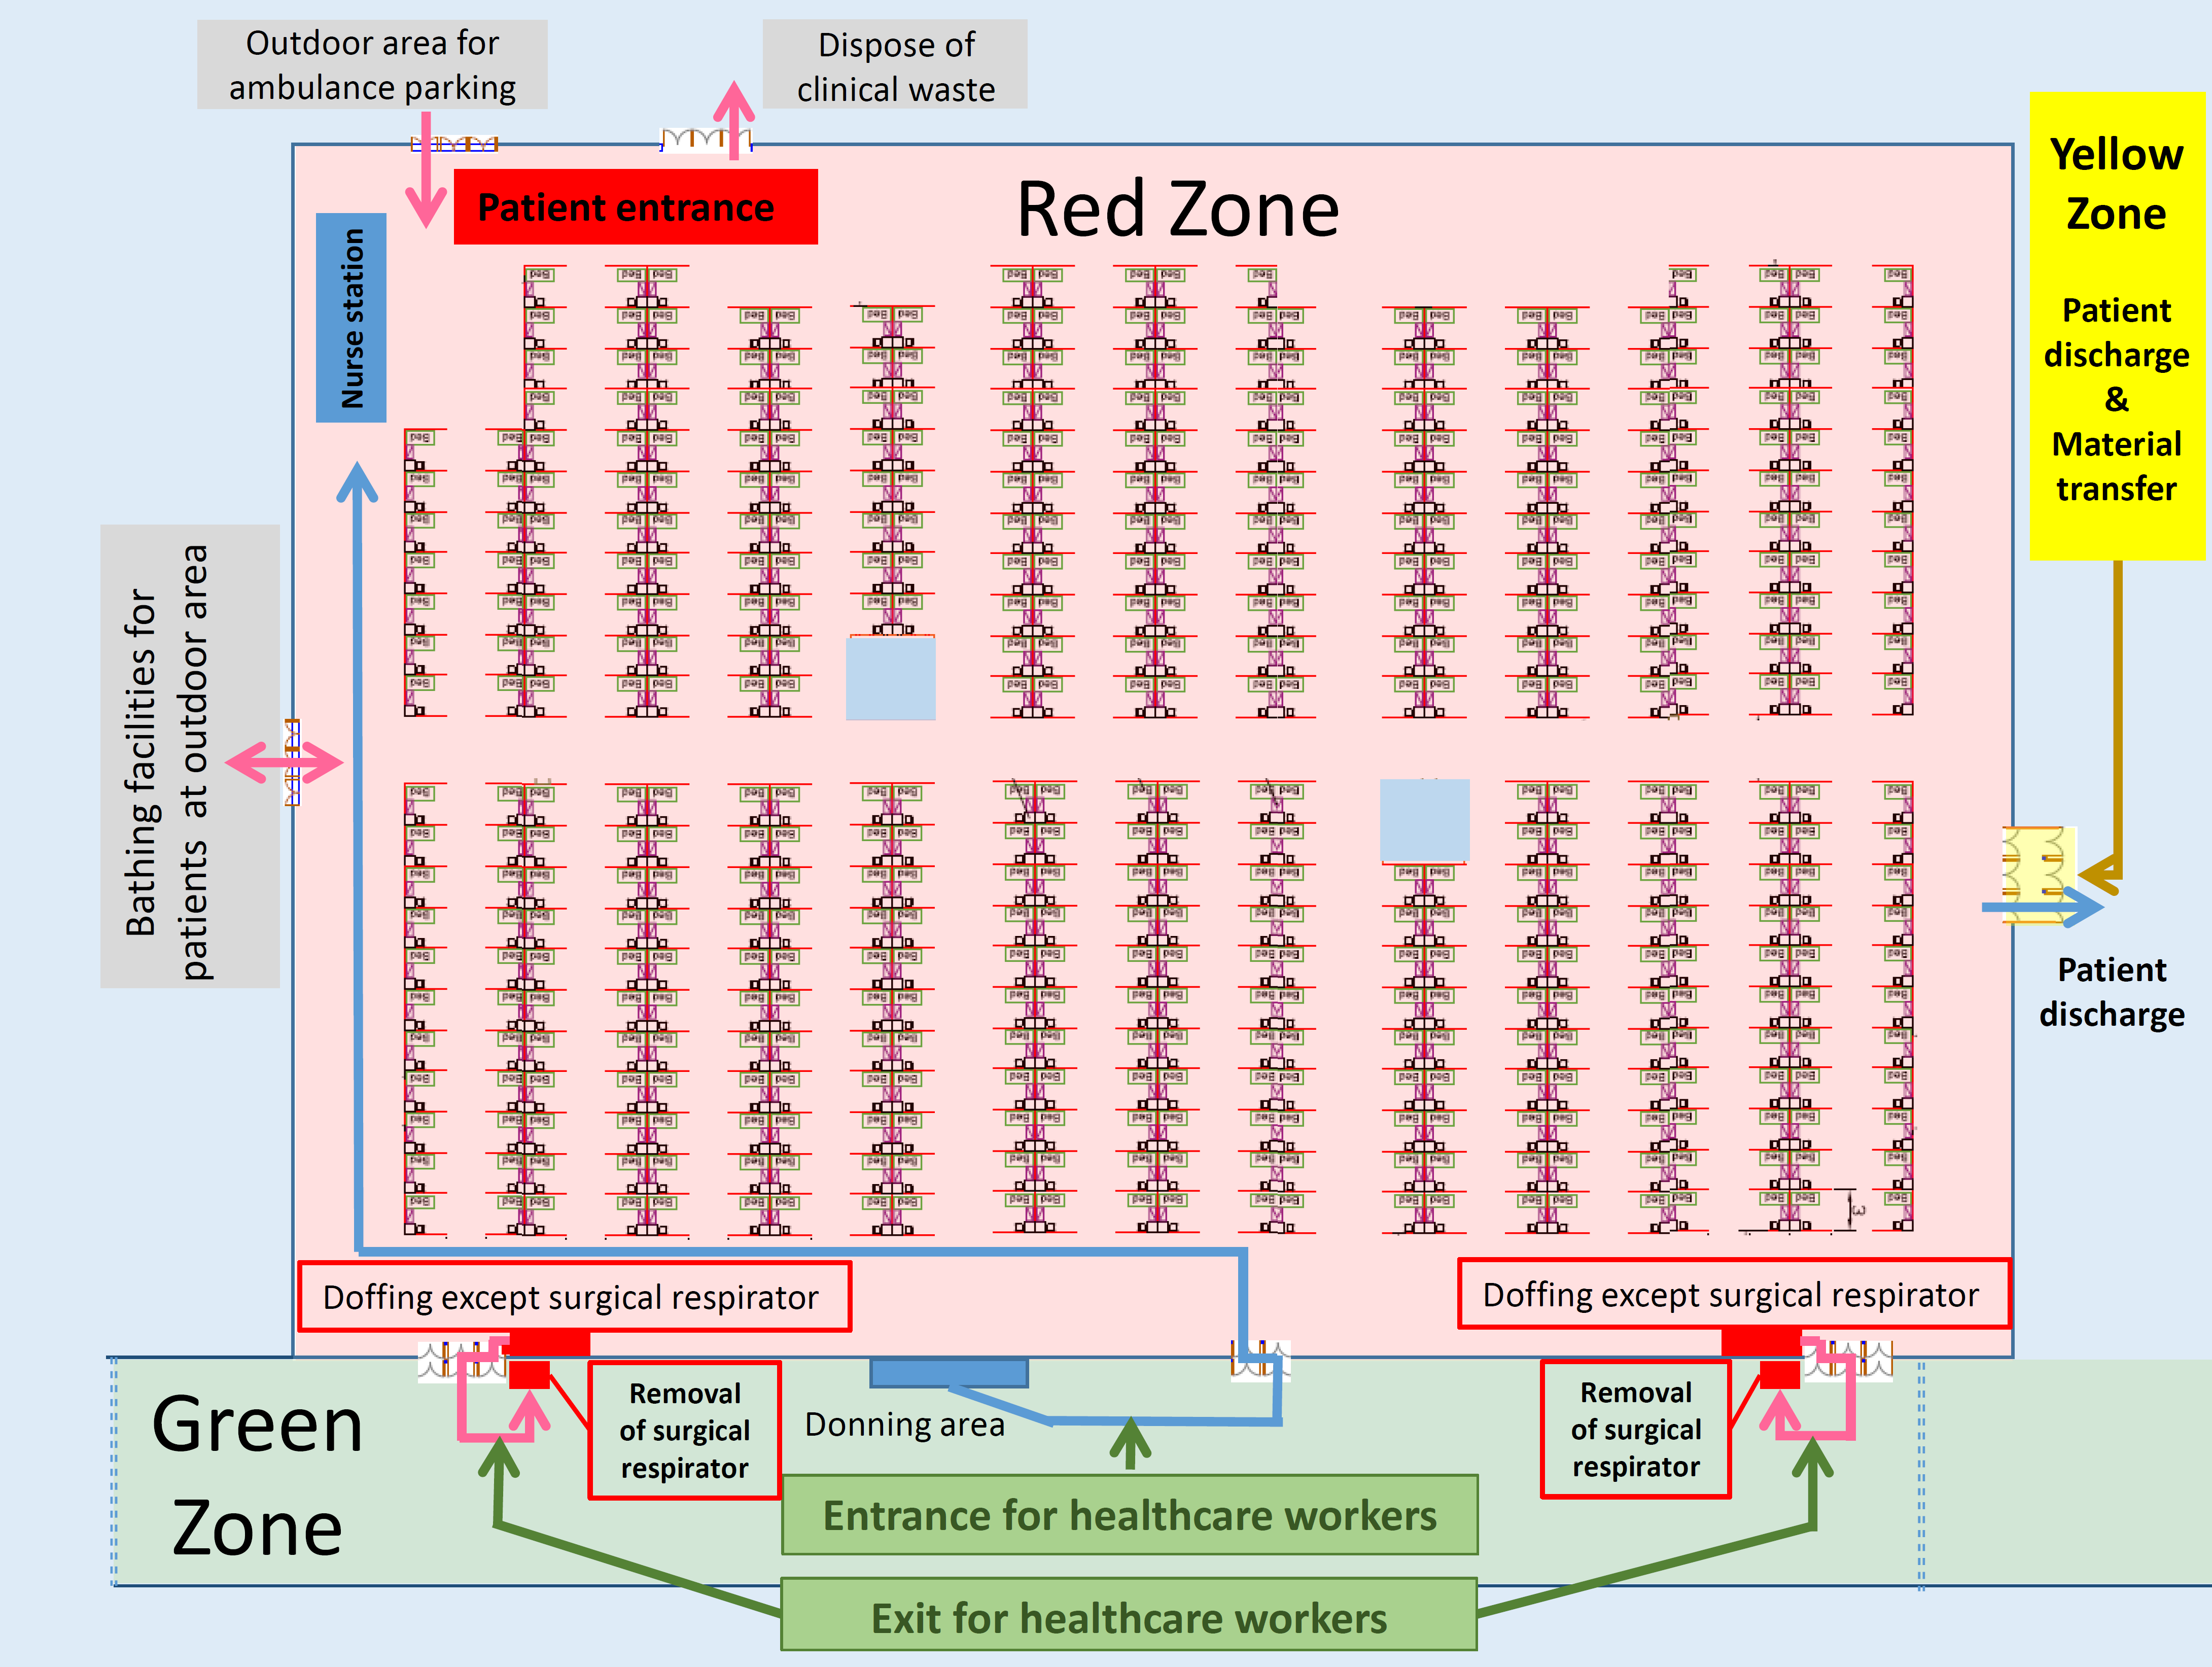 Outdoor area for
ambulance parking
Dispose of
clinical waste
Patient entrance
Red Zone
Nurse station
Yellow
Zone
Patient
discharge
&
Material
transfer
Bathing facilities for
patients at outdoor area
Patient
discharge
Doffing except surgical respirator
Doffing except surgical respirator
Green
Zone
Removal
of surgical
respirator
Donning area
Removal
of surgical
respirator
Entrance for healthcare workers
Exit for healthcare workers